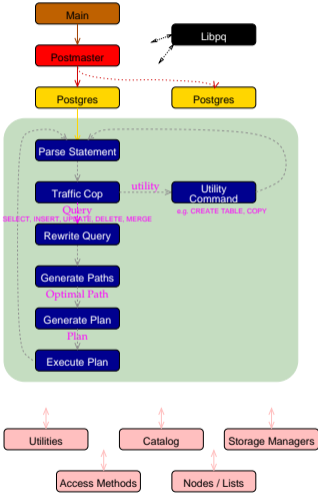 Main
Libpq
Postmaster
Postgres
Postgres
Parse Statement
Traffic Cop
utility
Utility
Command
Query
SELECT, INSERT, UPDATE, DELETE, MERGE
e.g. CREATE TABLE, COPY
Rewrite Query
Generate Paths
Optimal Path
Generate Plan
Plan
Execute Plan
Utilities
Catalog
Storage Managers
Access Methods
Nodes / Lists